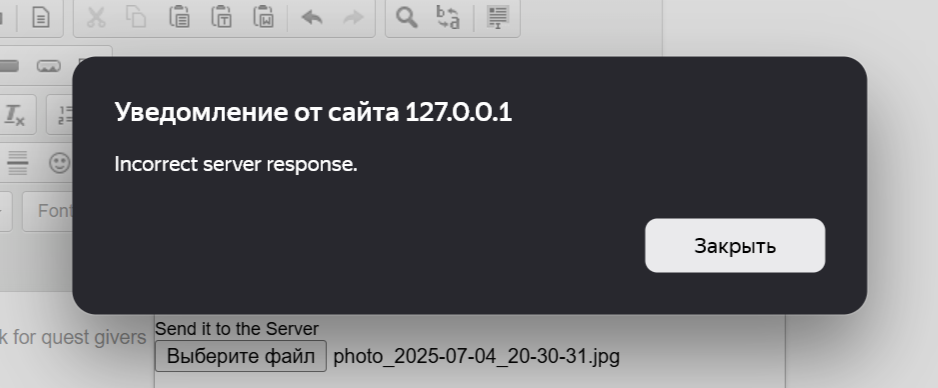 Уведомление от сайта 127.0.0.1
Incorrect server response.
Закрыть
Font
k for quest givers
Send it to the Server
Выберите файл photo_2025-07-04_20-30-31.jpg